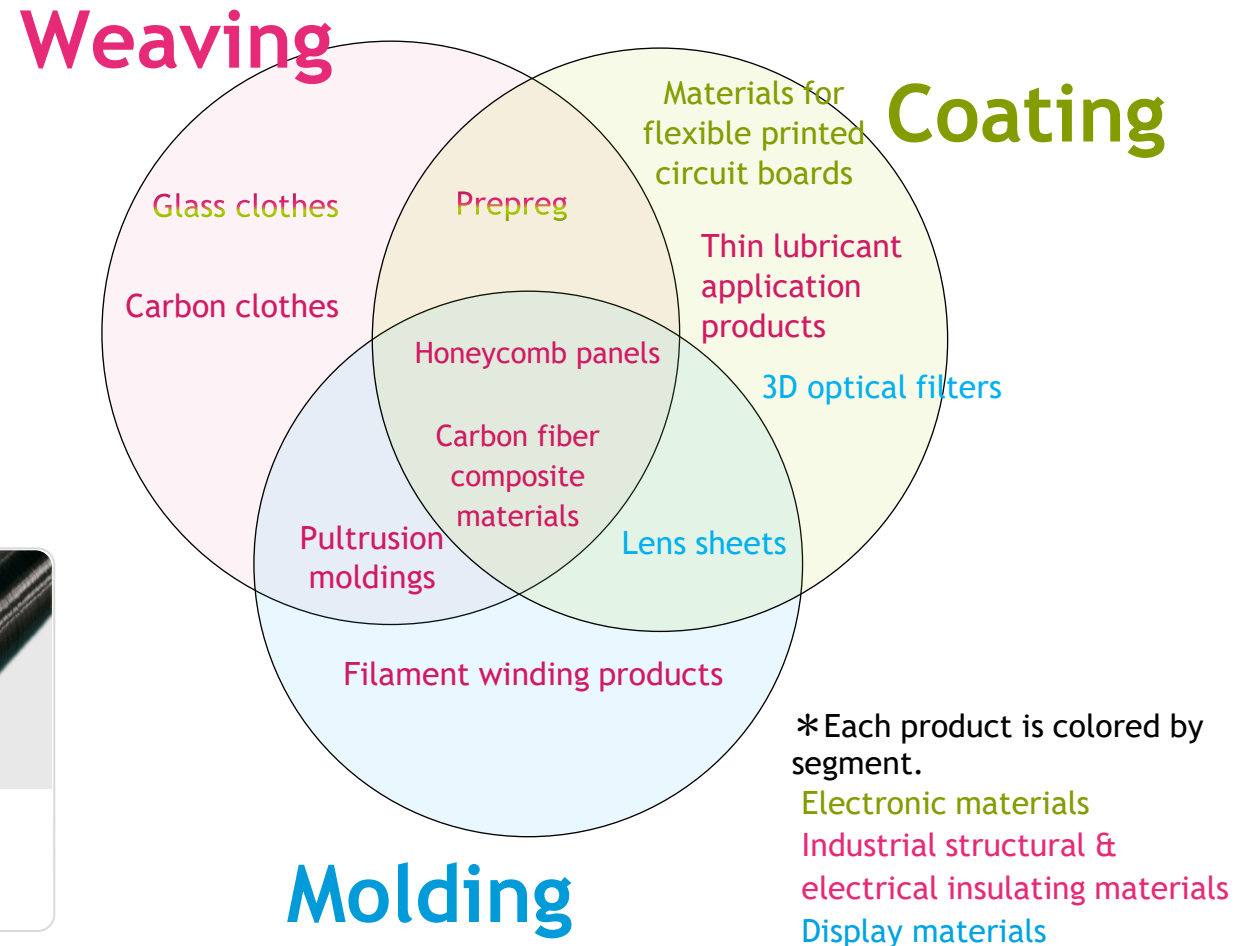 Weaving
Coating
Materials for
flexible printed
circuit boards
Glass clothes
Prepreg
Thin lubricant
application
products
Carbon clothes
Honeycomb panels
3D optical filters
Carbon fiber
composite
materials
Pultrusion
moldings
Lens sheets
Filament winding products
*Each product is colored by
segment.
Electronic materials
Industrial structural &
electrical insulating materials
Display materials
Molding